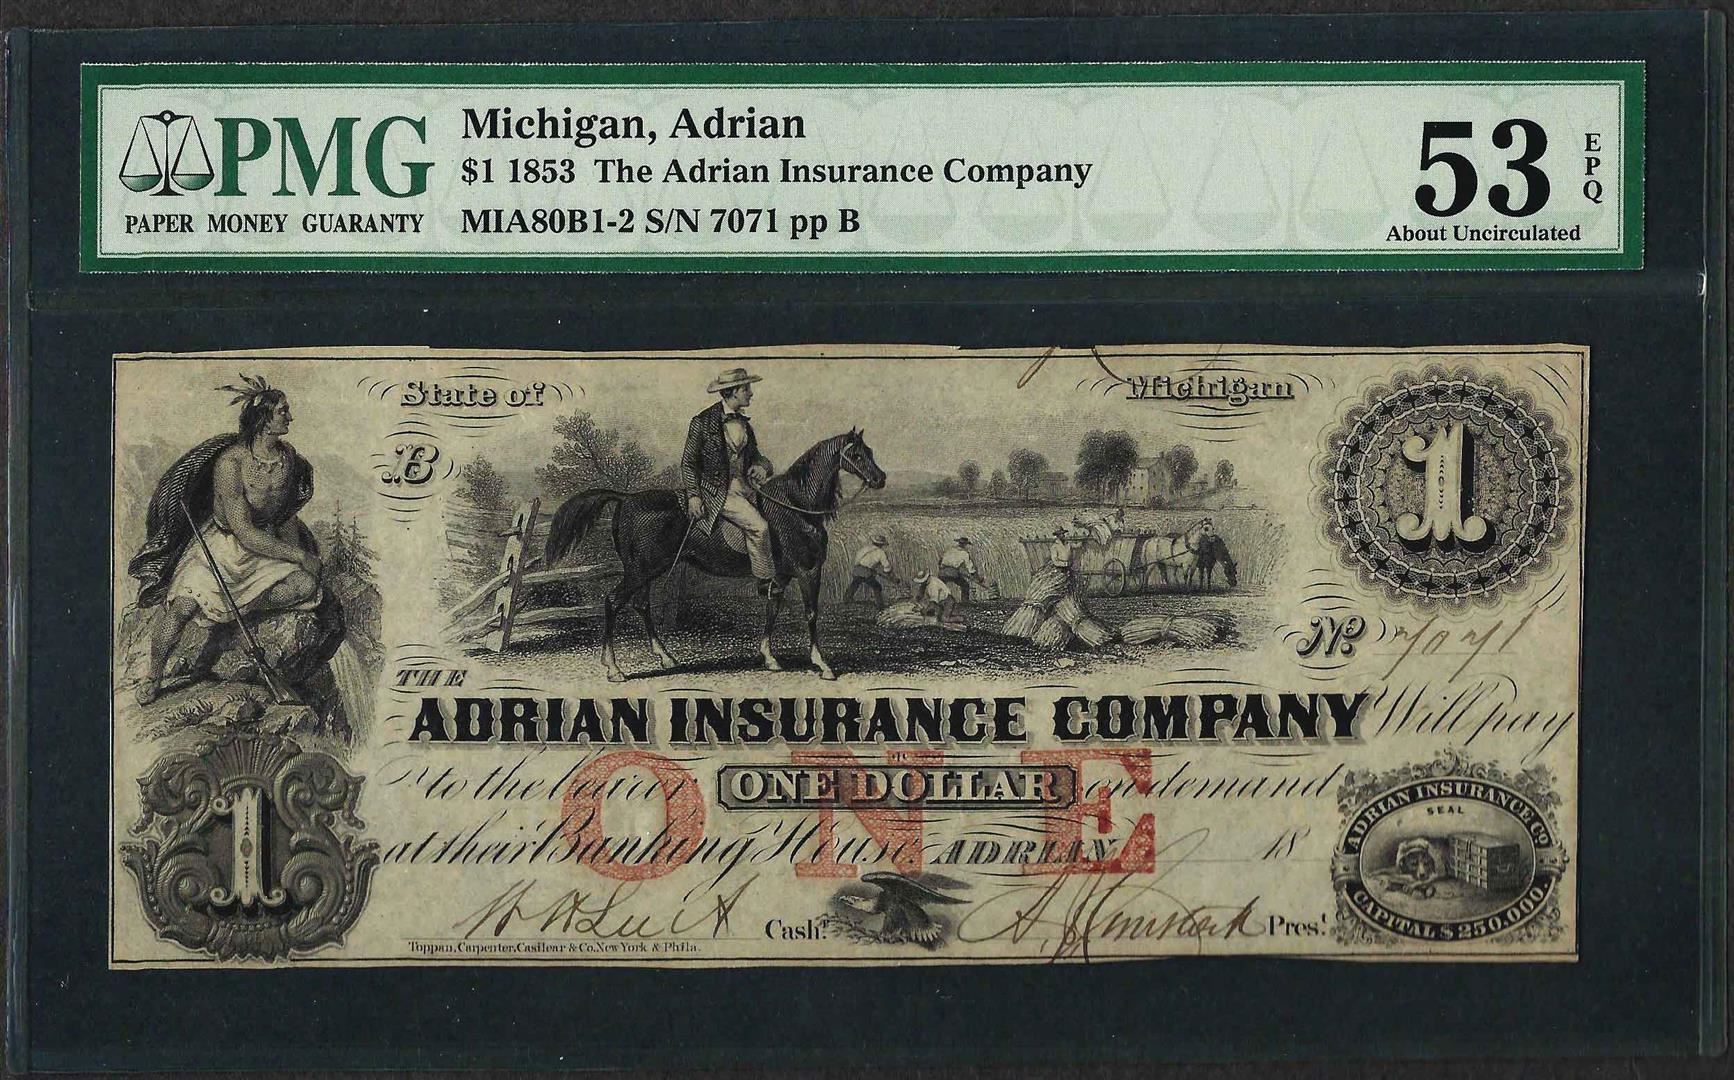 PMG
PAPER MONEY GUARANTY
Michigan, Adrian
$1 1853 The Adrian Insurance Company
MIA80B1-2 S/N 7071 pp B
53
EPQ
About Uncirculated
State of Michigan
B
1
No. 7071
THE
ADRIAN INSURANCE COMPANY Will pay
to the bearer ONE DOLLAR on demand
ONE
at their Banking House ADRIAN 18
1
ADRIAN INSURANCE CO.
SEAL
CAPITAL $250,000.
Cashr. Prest.
Toppan, Carpenter, Casilear & Co. New York & Phila.